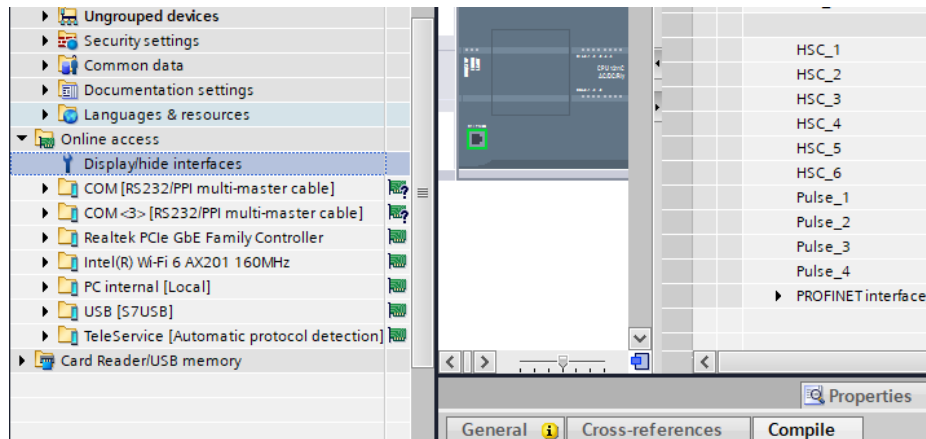 Ungrouped devices
Security settings
Common data
Documentation settings
Languages & resources
Online access
Display/hide interfaces
COM [RS232/PPI multi-master cable]
COM <3> [RS232/PPI multi-master cable]
Realtek PCIe GbE Family Controller
Intel(R) Wi-Fi 6 AX201 160MHz
PC internal [Local]
USB [S7USB]
TeleService [Automatic protocol detection]
Card Reader/USB memory
HSC_1
HSC_2
HSC_3
HSC_4
HSC_5
HSC_6
Pulse_1
Pulse_2
Pulse_3
Pulse_4
PROFINET interface
Properties
General
Cross-references
Compile